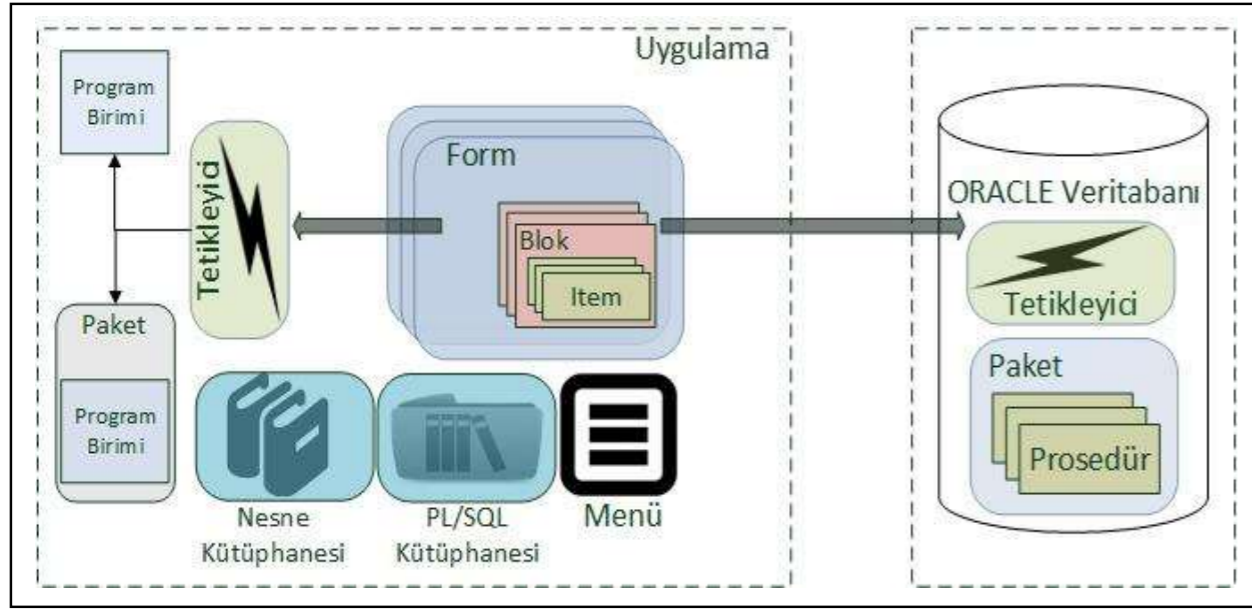 Uygulama
Program
Birimi
Tetikleyici
Form
Blok
Item
Paket
Program
Birimi
Nesne
Kütüphanesi
PL/SQL
Kütüphanesi
Menü
ORACLE Veritabanı
Tetikleyici
Paket
Prosedür